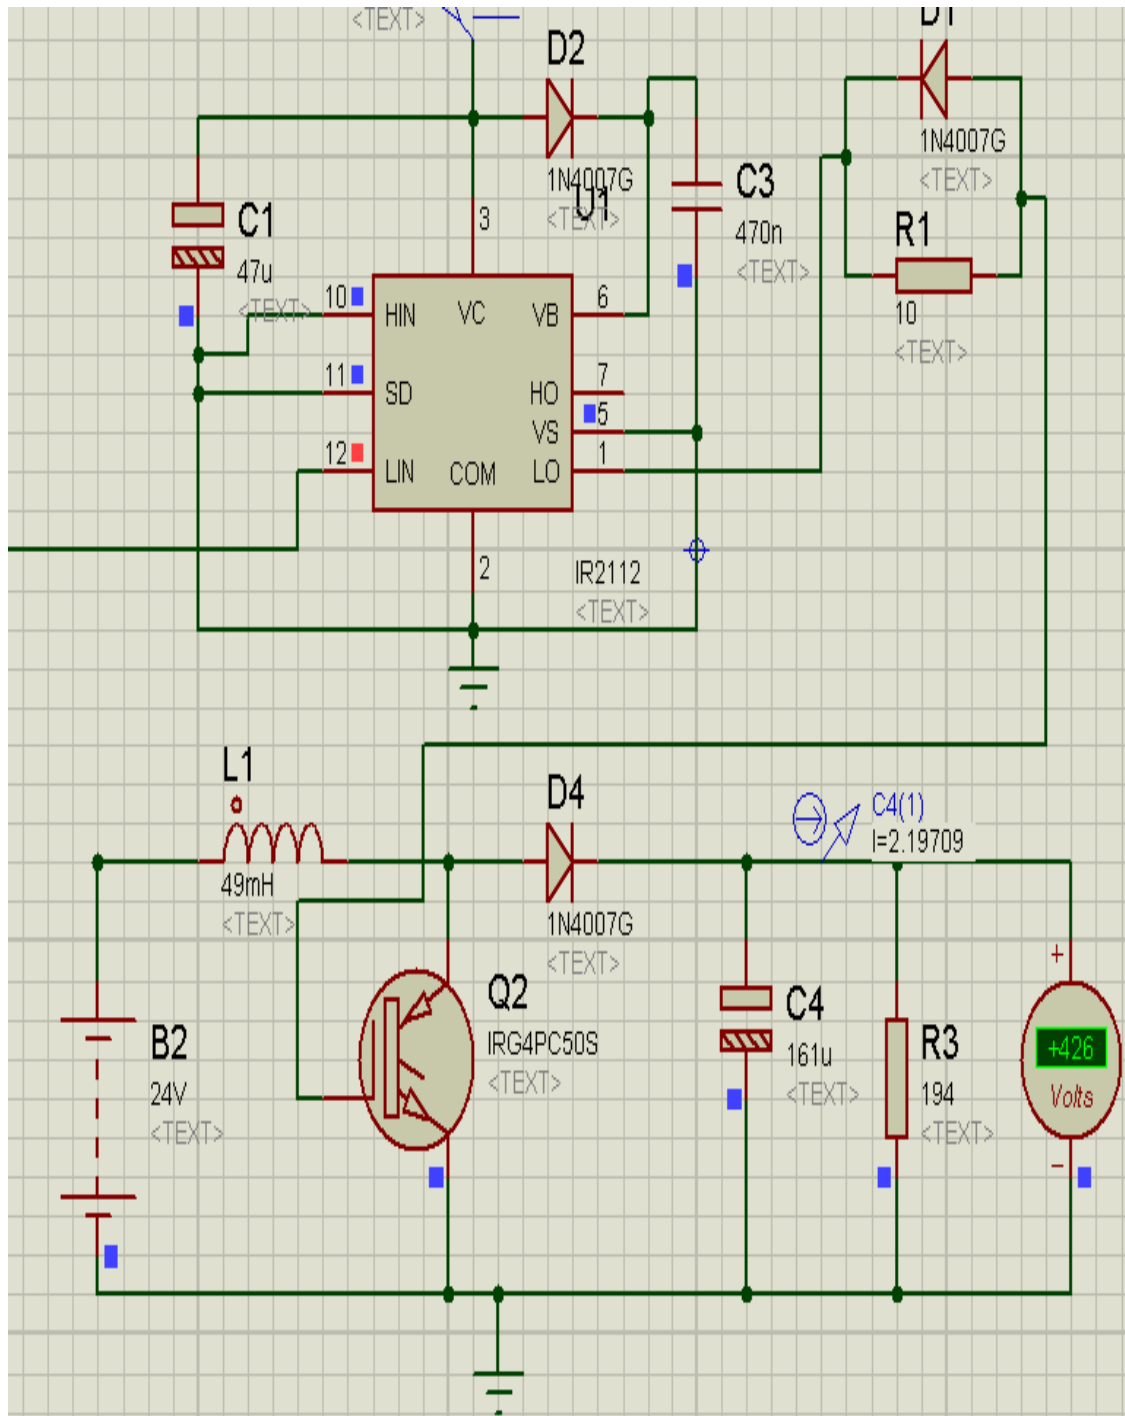 <TEXT>
D2
D1
1N4007G
<TEXT>
U1
3
C1
47u
<TEXT>
C3
470n
<TEXT>
1N4007G
<TEXT>
R1
10
<TEXT>
10
HIN
VC
VB
6
11
SD
HO
7
VS
5
12
LIN
COM
LO
1
2
IR2112
<TEXT>
L1
49mH
<TEXT>
D4
1N4007G
<TEXT>
C4(1)
I=2.19709
Q2
IRG4PC50S
<TEXT>
B2
24V
<TEXT>
C4
161u
<TEXT>
R3
194
<TEXT>
+
+426
Volts
−